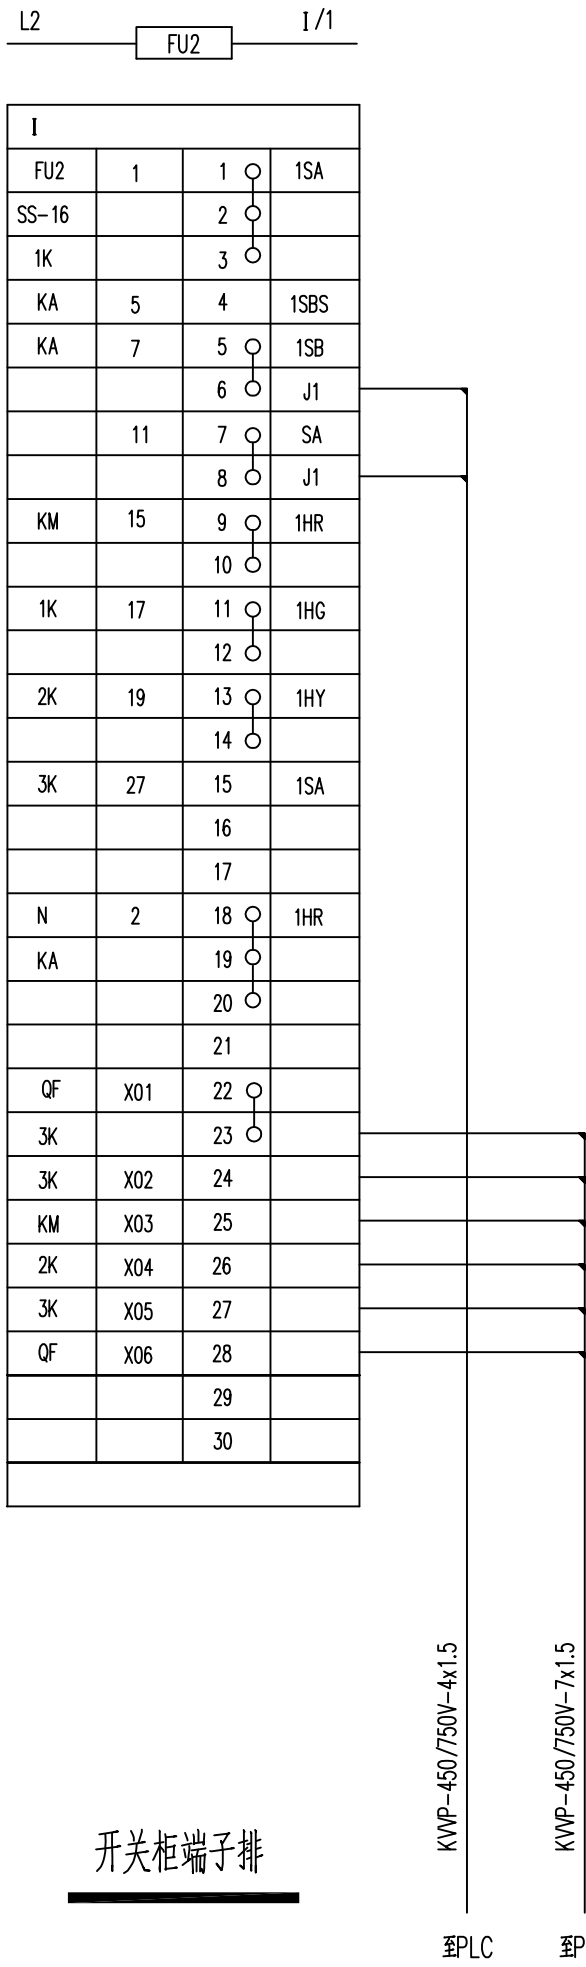 L2 I/1
FU2
I
FU2 1 1 1SA
SS-16 2
1K 3
KA 5 4 1SBS
KA 7 5 1SB
6 J1
11 7 SA
8 J1
KM 15 9 1HR
10
1K 17 11 1HG
12
2K 19 13 1HY
14
3K 27 15 1SA
16
17
N 2 18 1HR
KA 19
20
21
QF X01 22
3K 23
3K X02 24
KM X03 25
2K X04 26
3K X05 27
QF X06 28
29
30
KVVP-450/750V-4x1.5
KVVP-450/750V-7x1.5
开关柜端子排
至PLC 至P